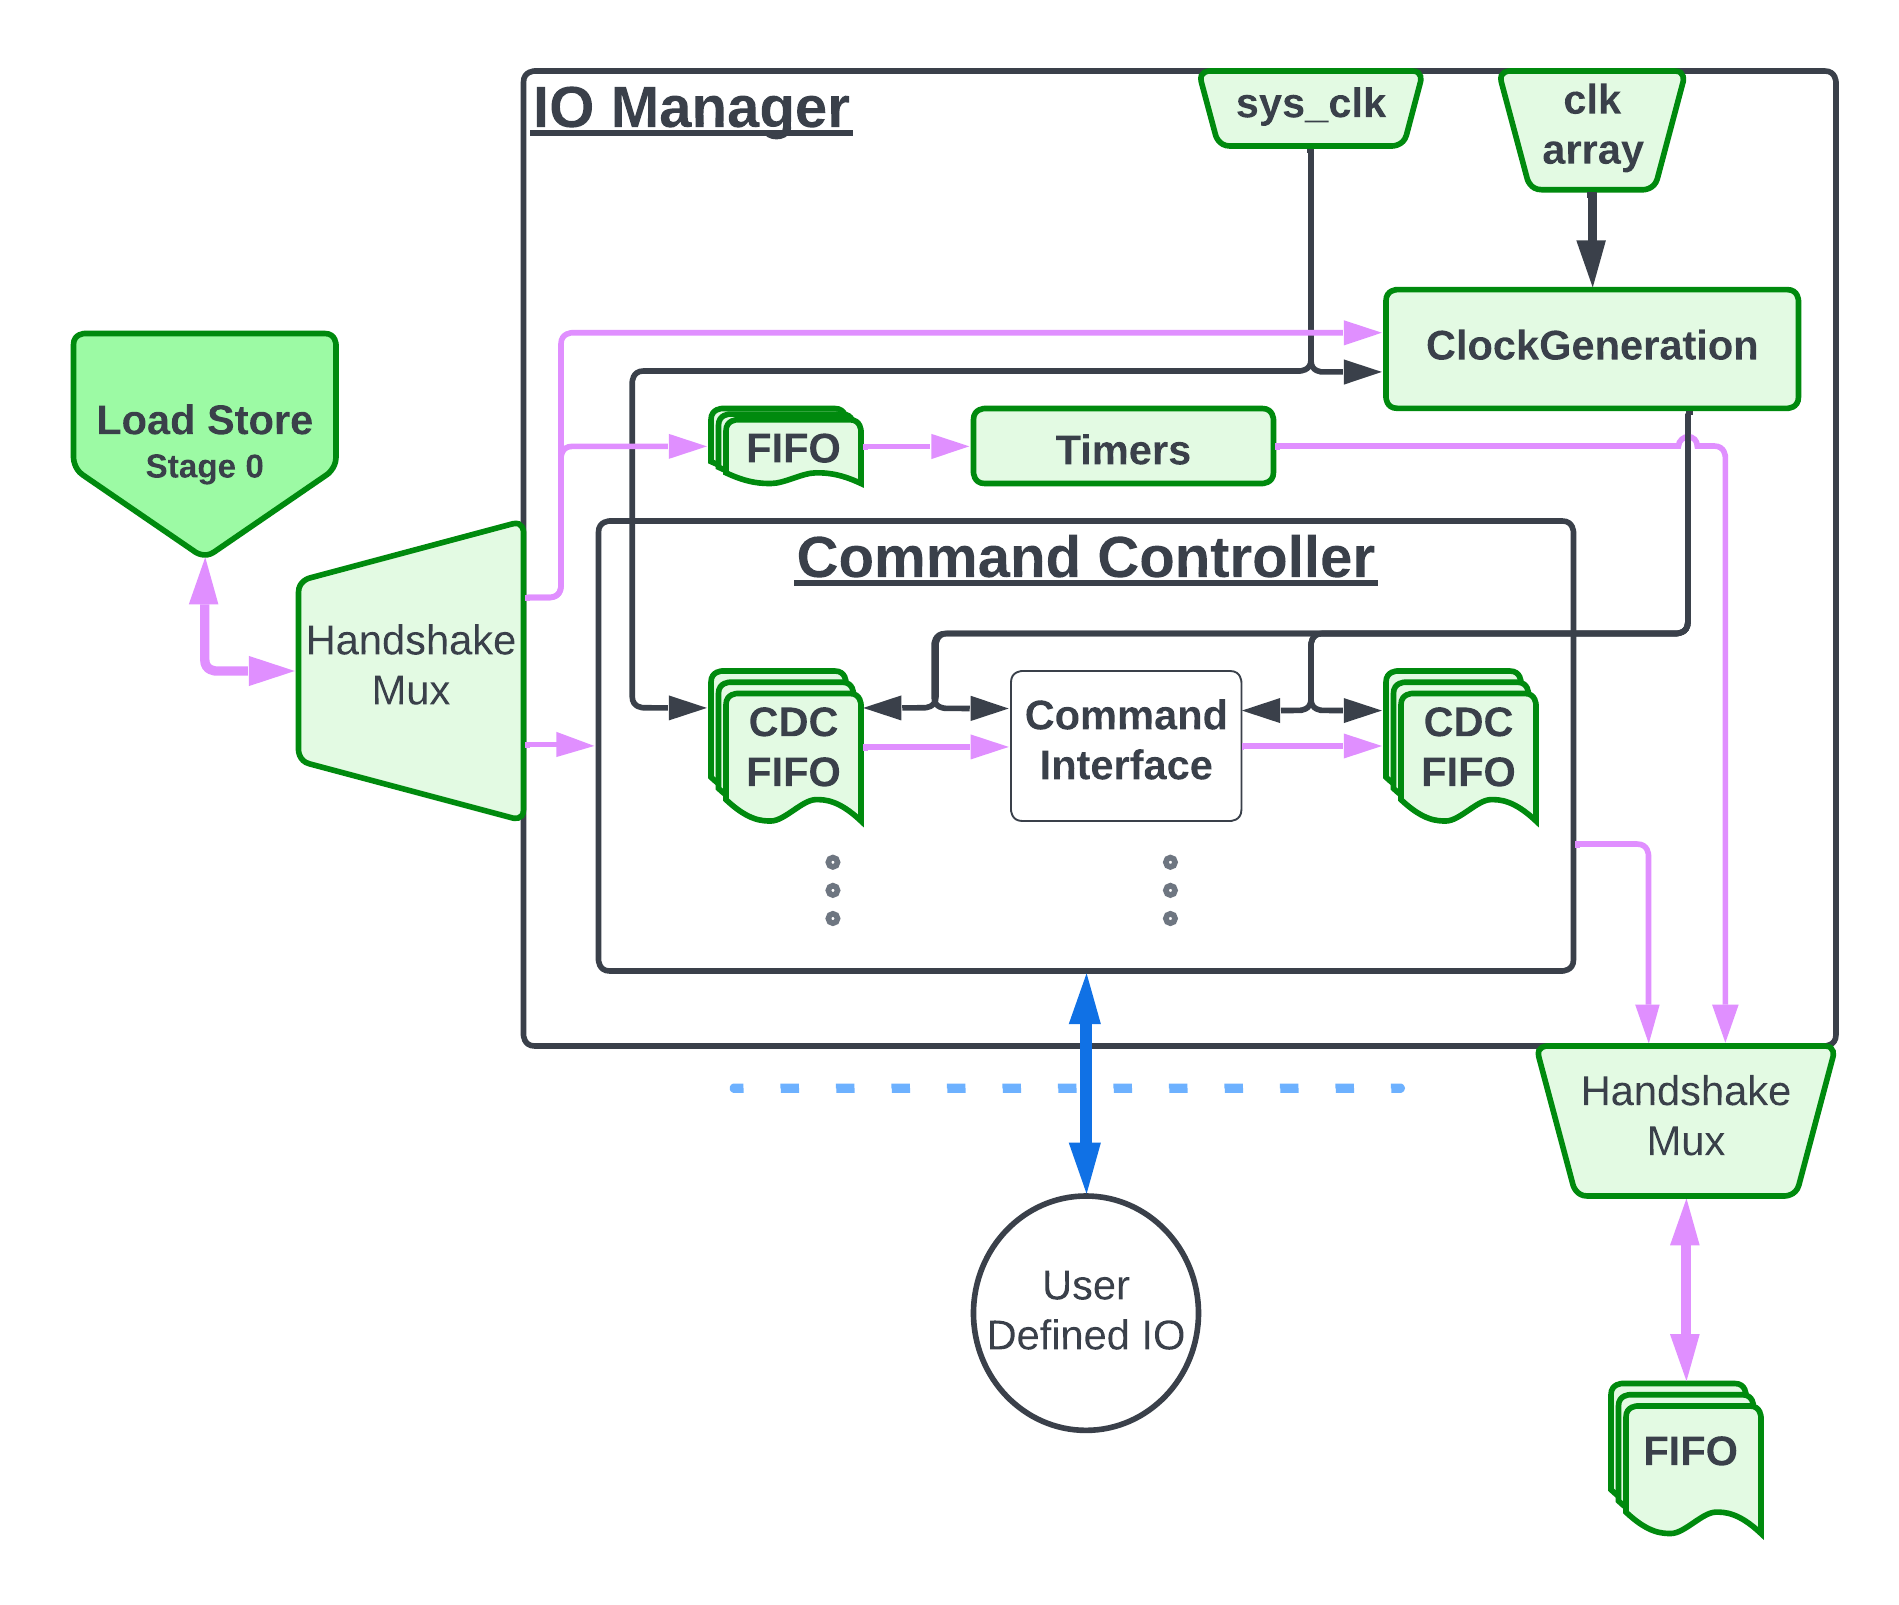 IO Manager
sys_clk
clk
array
ClockGeneration
Load Store
Stage 0
FIFO
Timers
Command Controller
Handshake
Mux
CDC
FIFO
Command
Interface
CDC
FIFO
Handshake
Mux
User
Defined IO
FIFO